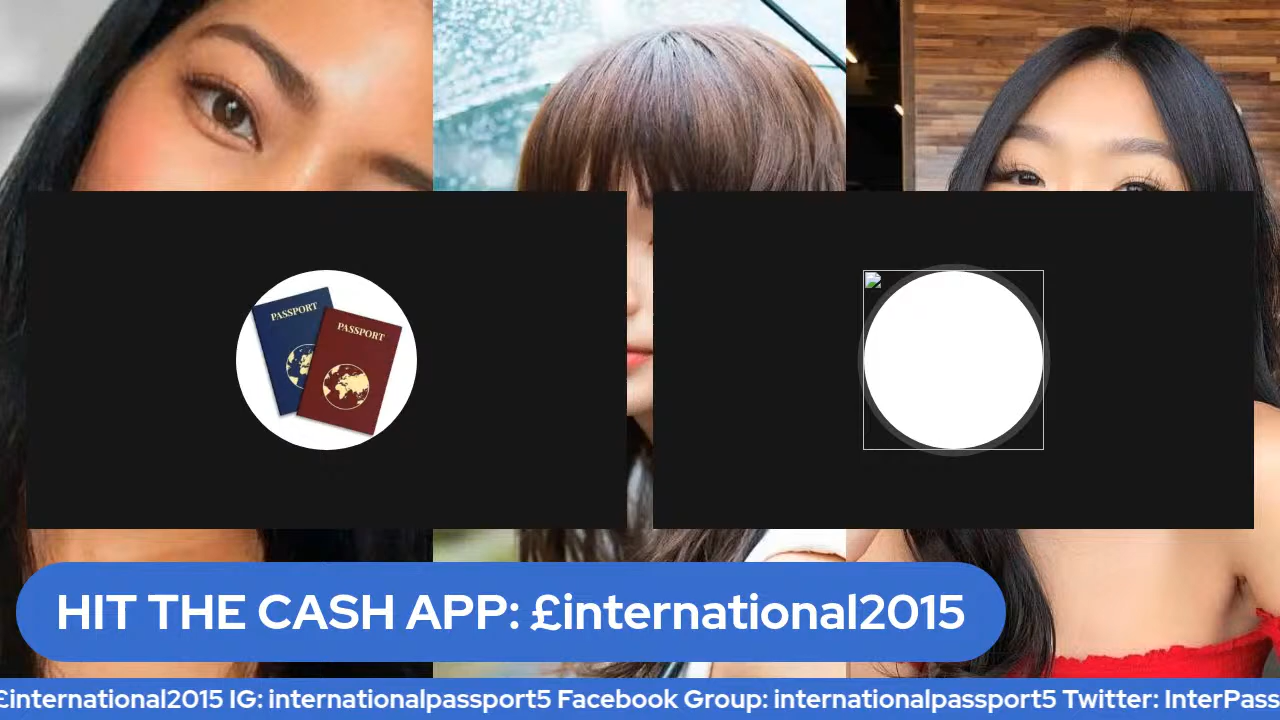 PASSPORT
PASSPORT
HIT THE CASH APP: £international2015
£international2015 IG: internationalpassport5 Facebook Group: internationalpassport5 Twitter: InterPass